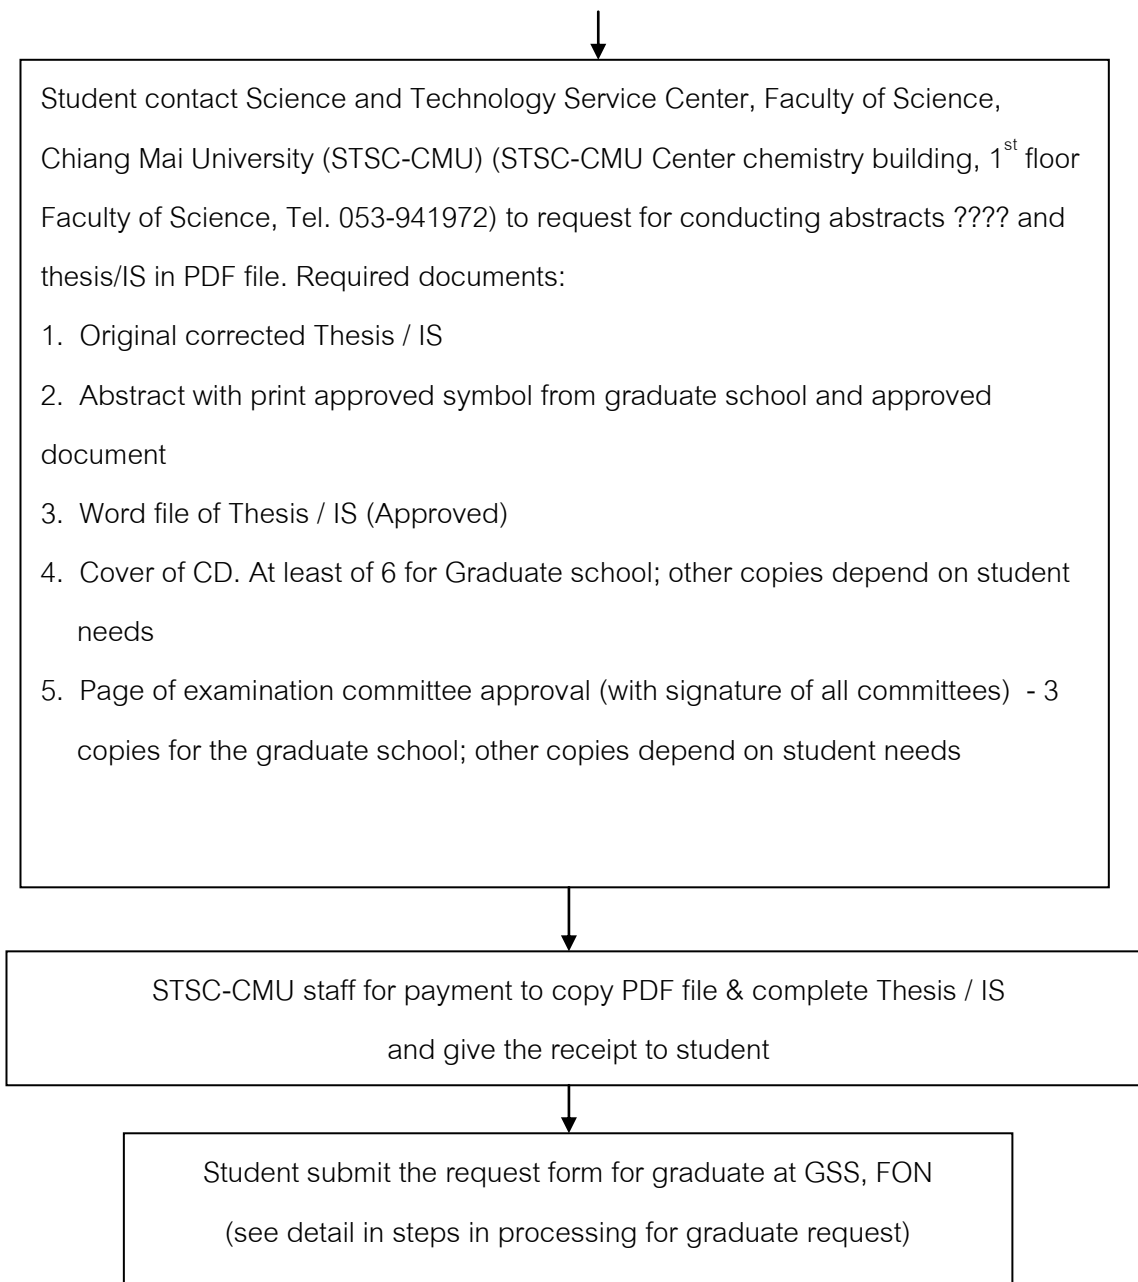 Student contact Science and Technology Service Center, Faculty of Science,
Chiang Mai University (STSC-CMU) (STSC-CMU Center chemistry building, 1st floor
Faculty of Science, Tel. 053-941972) to request for conducting abstracts ???? and
thesis/IS in PDF file. Required documents:
1. Original corrected Thesis / IS
2. Abstract with print approved symbol from graduate school and approved
document
3. Word file of Thesis / IS (Approved)
4. Cover of CD. At least of 6 for Graduate school; other copies depend on student
needs
5. Page of examination committee approval (with signature of all committees) - 3
copies for the graduate school; other copies depend on student needs
STSC-CMU staff for payment to copy PDF file & complete Thesis / IS
and give the receipt to student
Student submit the request form for graduate at GSS, FON
(see detail in steps in processing for graduate request)